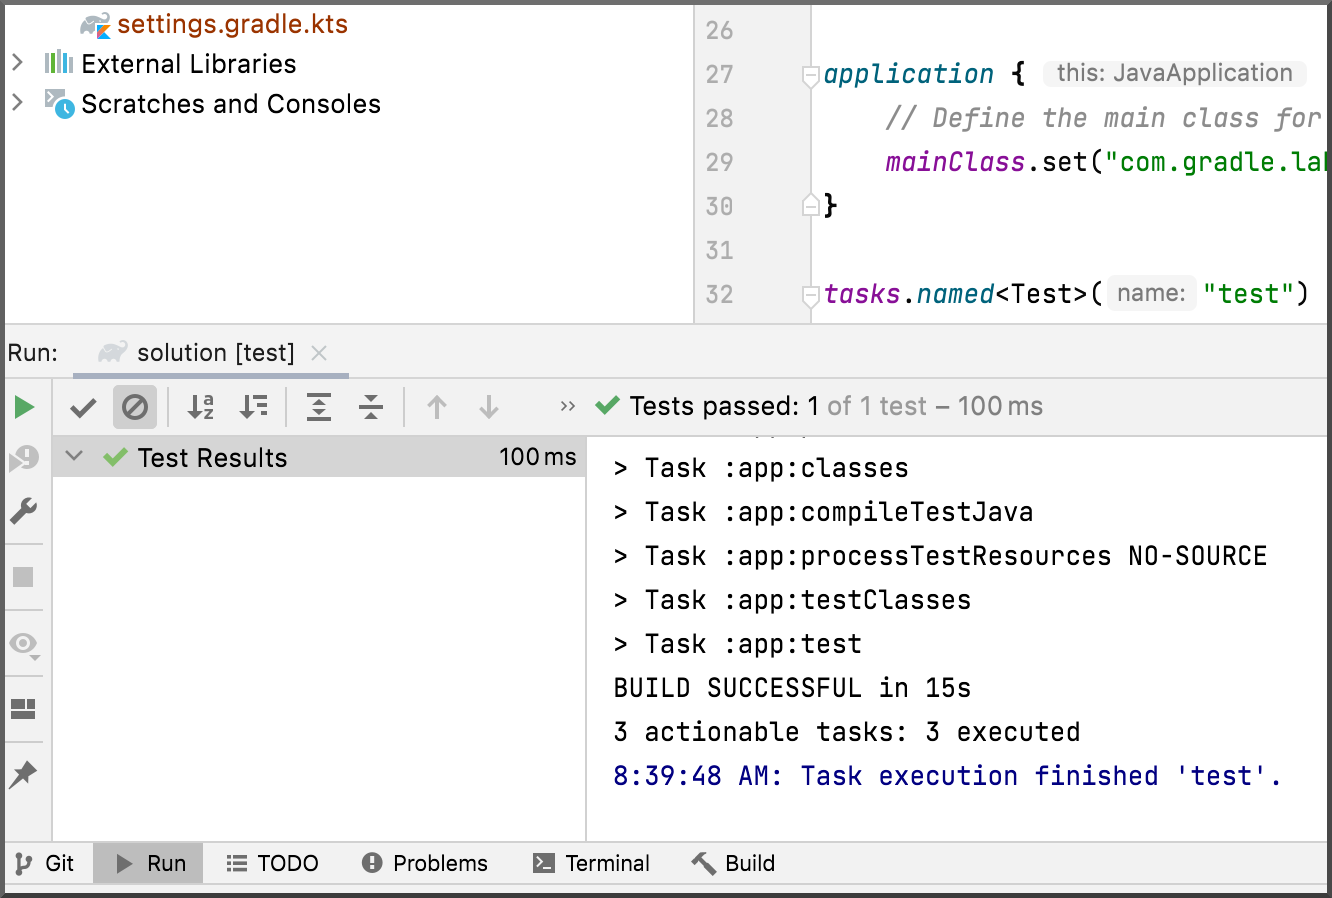 settings.gradle.kts
External Libraries
Scratches and Consoles
26
27 application { this: JavaApplication
28 // Define the main class for
29 mainClass.set("com.gradle.la
30 }
31
32 tasks.named<Test>( name: "test")
Run: solution [test]
Tests passed: 1 of 1 test – 100 ms
Test Results 100 ms
> Task :app:classes
> Task :app:compileTestJava
> Task :app:processTestResources NO-SOURCE
> Task :app:testClasses
> Task :app:test
BUILD SUCCESSFUL in 15s
3 actionable tasks: 3 executed
8:39:48 AM: Task execution finished 'test'.
Git Run TODO Problems Terminal Build